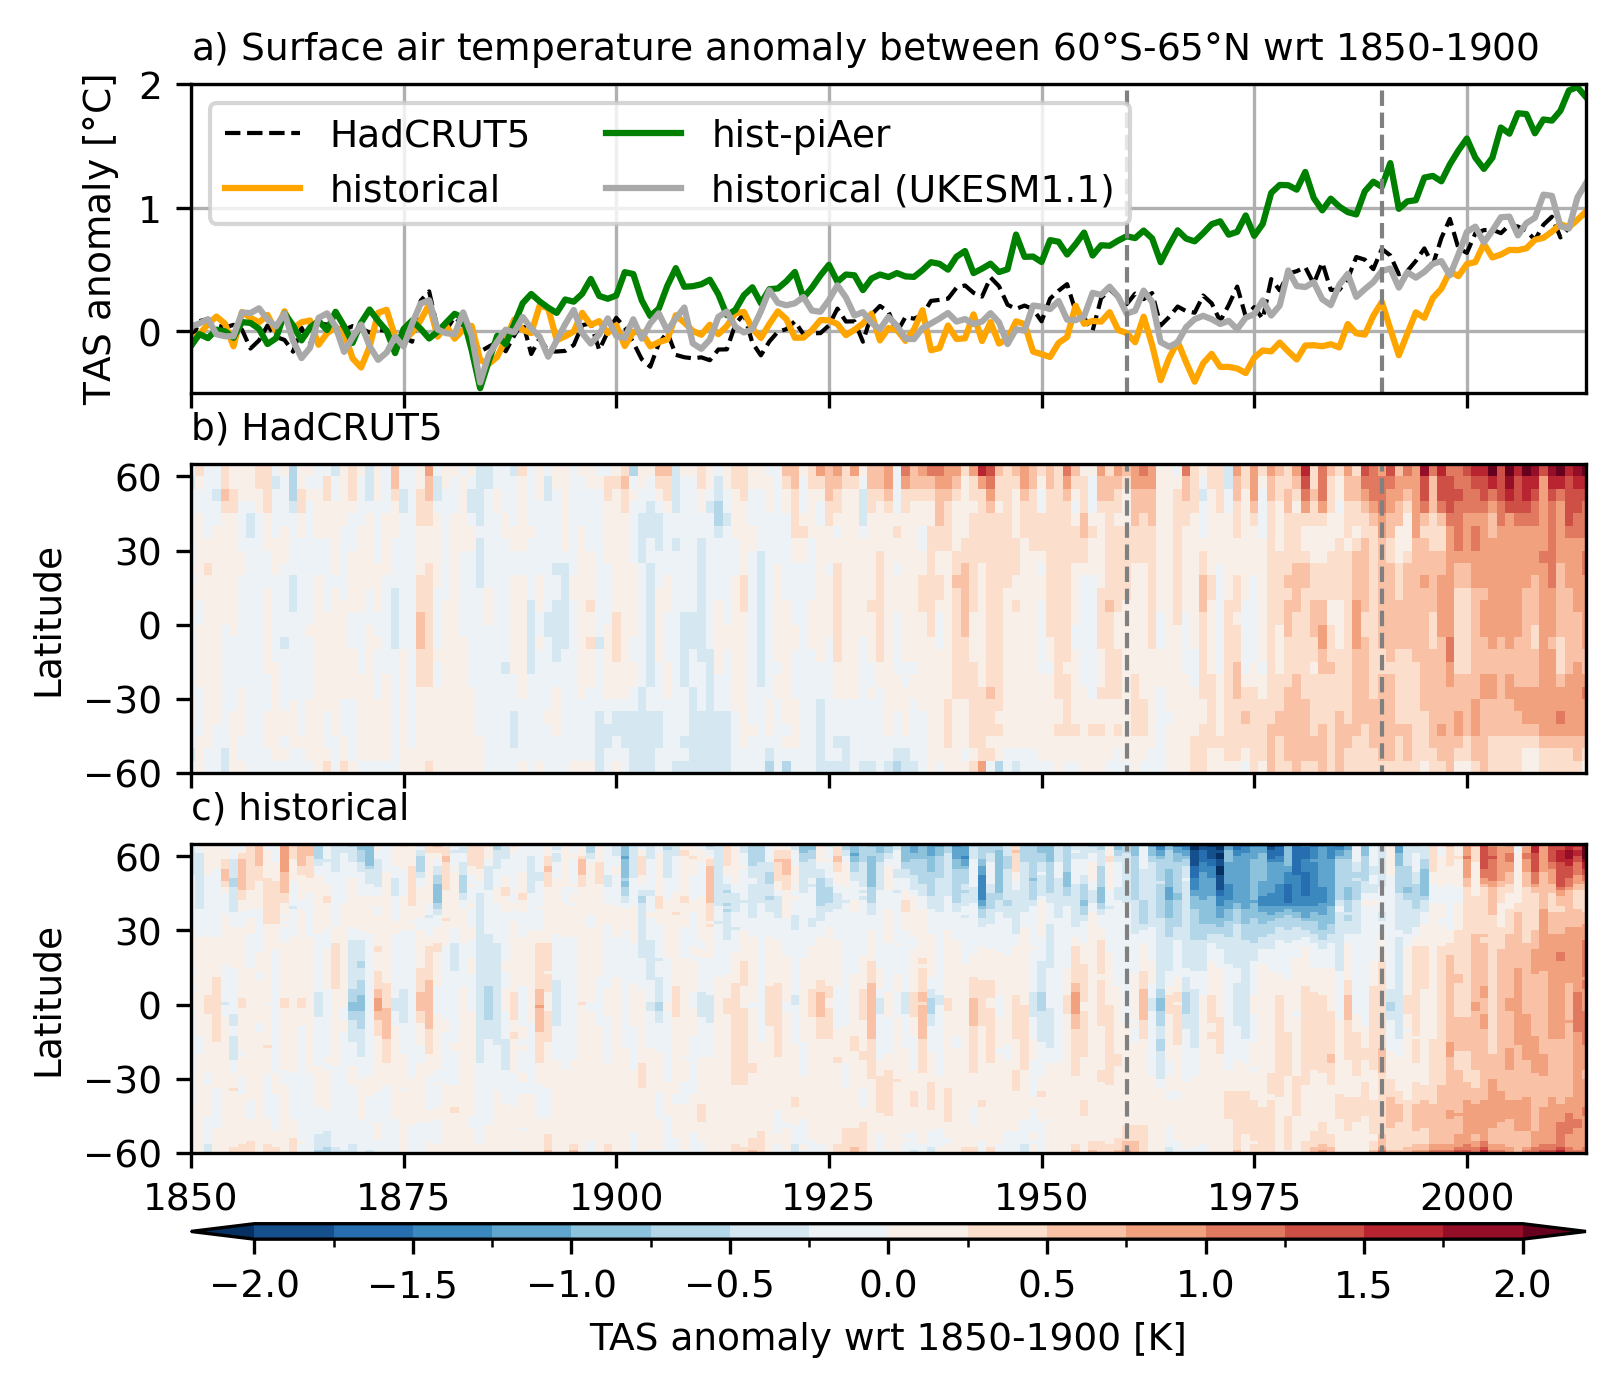 a) Surface air temperature anomaly between 60°S-65°N wrt 1850-1900
TAS anomaly [°C]
2
1
0
HadCRUT5
historical
hist-piAer
historical (UKESM1.1)
b) HadCRUT5
Latitude
60
30
0
−30
−60
c) historical
Latitude
60
30
0
−30
−60
1850 1875 1900 1925 1950 1975 2000
−2.0 −1.5 −1.0 −0.5 0.0 0.5 1.0 1.5 2.0
TAS anomaly wrt 1850-1900 [K]